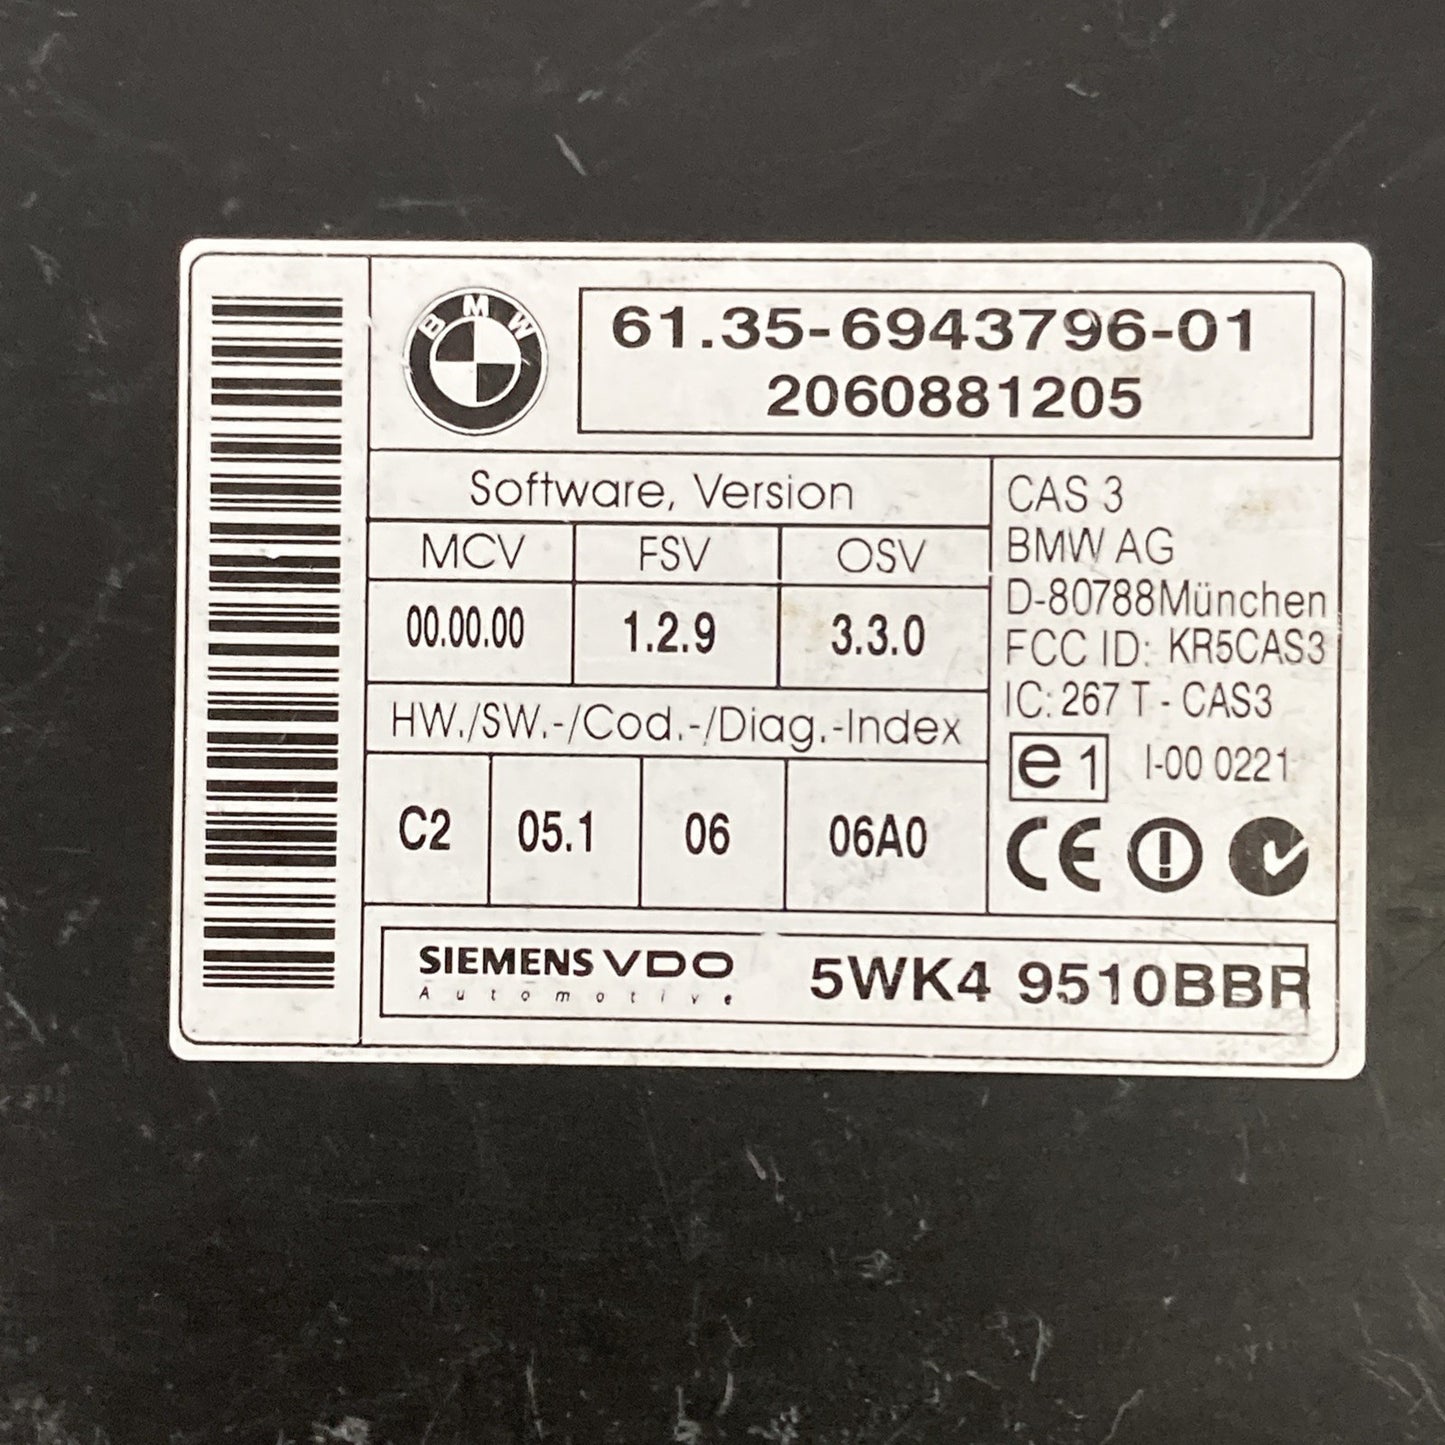 BMW
61.35-6943796-01
2060881205
Software, Version
MCV FSV OSV
00.00.00 1.2.9 3.3.0
HW./SW.-/Cod.-/Diag.-Index
C2 05.1 06 06A0
CAS 3
BMW AG
D-80788München
FCC ID: KR5CAS3
IC: 267 T - CAS3
e1 I-00 0221
CE
SIEMENS VDO
Automotive
5WK4 9510BBR